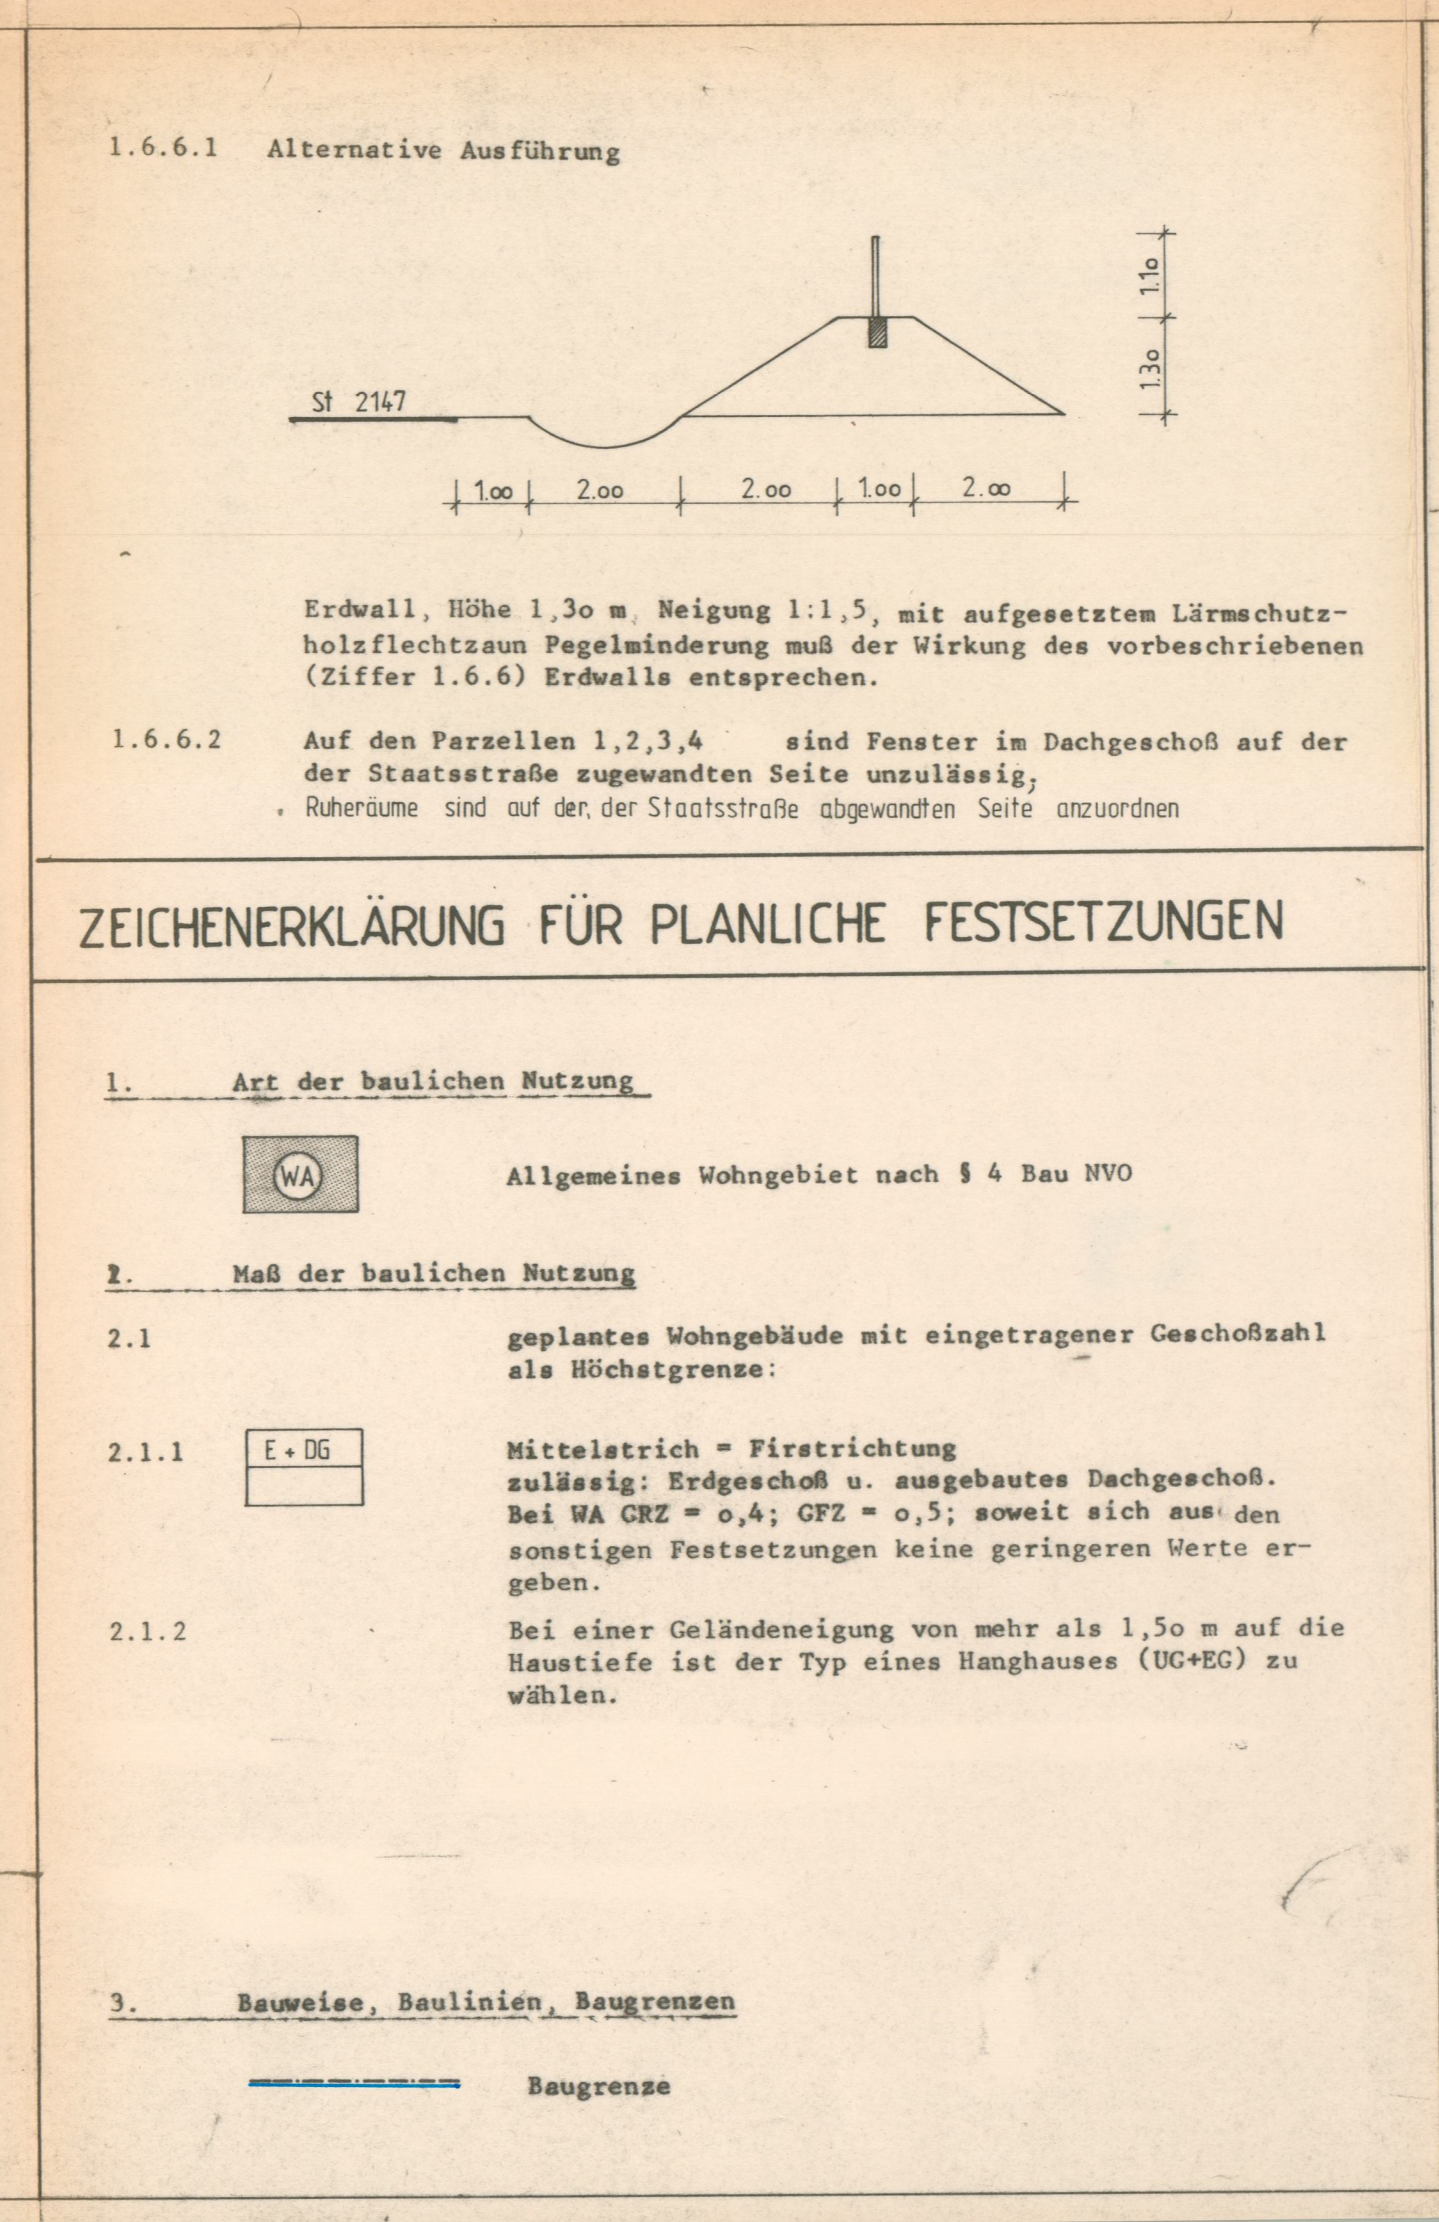 1.6.6.1 Alternative Ausführung
1.10
1.30
St 2147
1.00 2.00 2.00 1.00 2.00
Erdwall, Höhe 1,3o m, Neigung 1:1,5, mit aufgesetztem Lärmschutz-
holzflechtzaun Pegelminderung muß der Wirkung des vorbeschriebenen
(Ziffer 1.6.6) Erdwalls entsprechen.
1.6.6.2 Auf den Parzellen 1,2,3,4 sind Fenster im Dachgeschoß auf der
der Staatsstraße zugewandten Seite unzulässig;
Ruheräume sind auf der, der Staatsstraße abgewandten Seite anzuordnen
ZEICHENERKLÄRUNG FÜR PLANLICHE FESTSETZUNGEN
1. Art der baulichen Nutzung
WA Allgemeines Wohngebiet nach § 4 Bau NVO
2. Maß der baulichen Nutzung
2.1 geplantes Wohngebäude mit eingetragener Geschoßzahl
als Höchstgrenze:
2.1.1 E + DG Mittelstrich = Firstrichtung
zulässig: Erdgeschoß u. ausgebautes Dachgeschoß.
Bei WA GRZ = o,4; GFZ = o,5; soweit sich aus den
sonstigen Festsetzungen keine geringeren Werte er-
geben.
2.1.2 Bei einer Geländeneigung von mehr als 1,5o m auf die
Haustiefe ist der Typ eines Hanghauses (UG+EG) zu
wählen.
3. Bauweise, Baulinien, Baugrenzen
Baugrenze